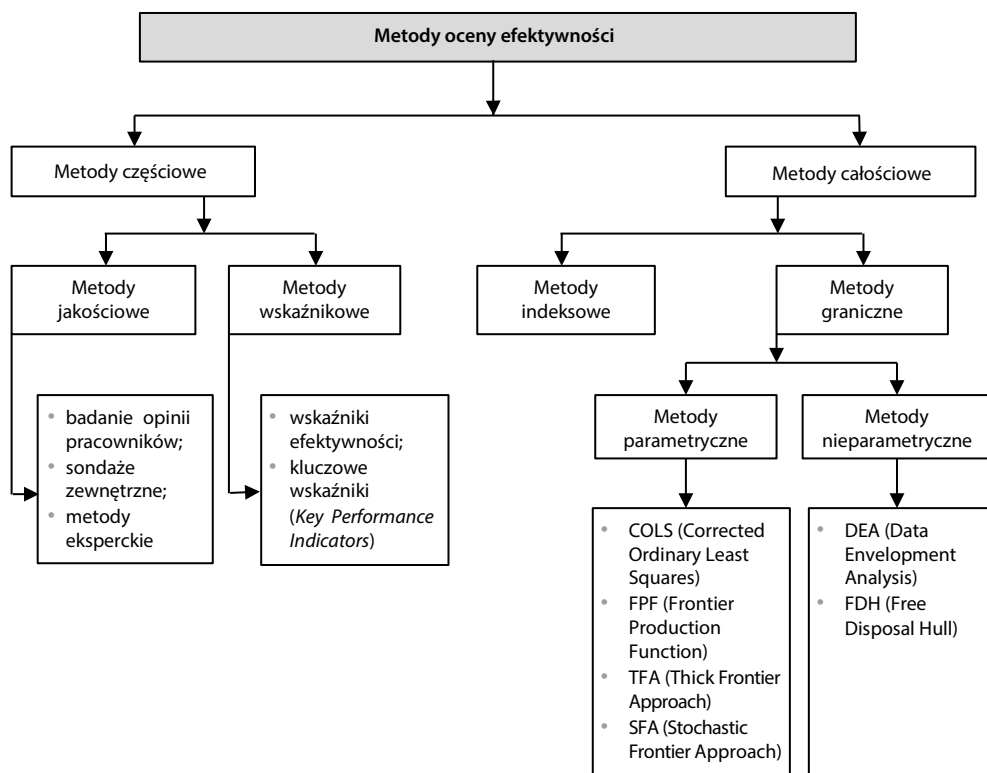 Metody oceny efektywności
Metody częściowe
Metody całościowe
Metody
jakościowe
Metody
wskaźnikowe
Metody
indeksowe
Metody
graniczne
• badanie opinii
pracowników;
• sondaże
zewnętrzne;
• metody
eksperckie
• wskaźniki
efektywności;
• kluczowe
wskaźniki
(Key Performance
Indicators)
Metody
parametryczne
Metody
nieparametryczne
• COLS (Corrected
Ordinary Least
Squares)
• FPF (Frontier
Production
Function)
• TFA (Thick Frontier
Approach)
• SFA (Stochastic
Frontier Approach)
• DEA (Data
Envelopment
Analysis)
• FDH (Free
Disposal Hull)